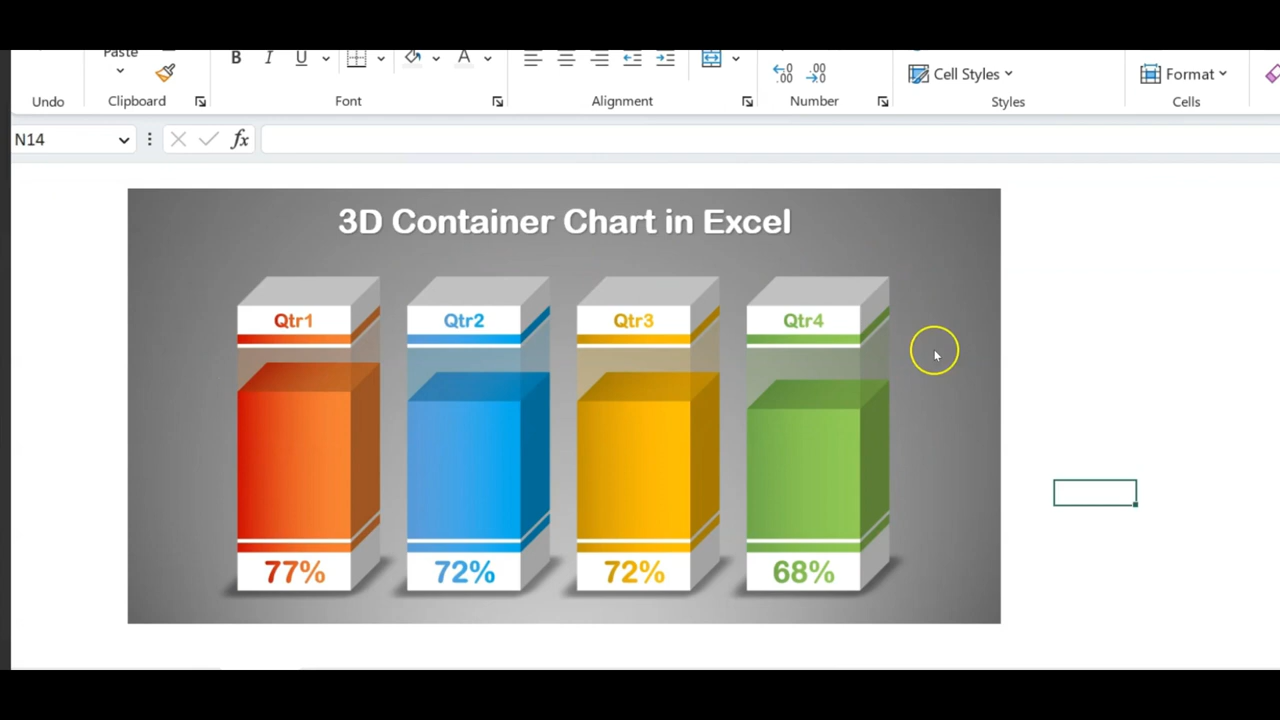 Paste
B I U A
Cell Styles
Format
Undo
Clipboard
Font
Alignment
Number
Styles
Cells
N14
fx
3D Container Chart in Excel
Qtr1 Qtr2 Qtr3 Qtr4
77% 72% 72% 68%